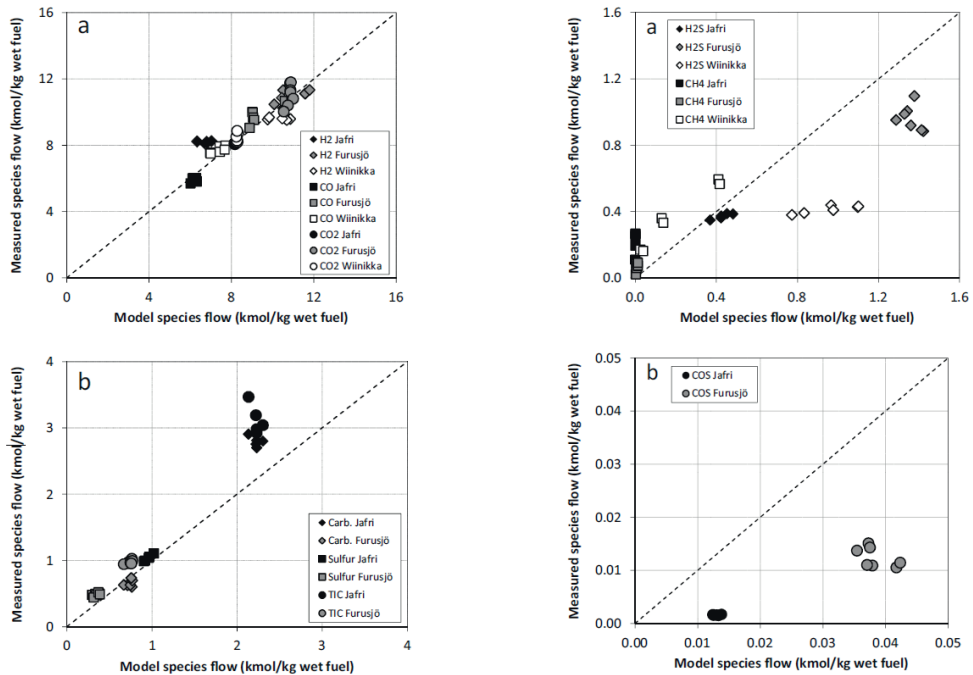 a
16
12
8
4
0
0
4
8
12
16
Measured species flow (kmol/kg wet fuel)
Model species flow (kmol/kg wet fuel)
H2 Jafri
H2 Furusjö
H2 Wiinikka
CO Jafri
CO Furusjö
CO Wiinikka
CO2 Jafri
CO2 Furusjö
CO2 Wiinikka
a
1.6
1.2
0.8
0.4
0.0
0.0
0.4
0.8
1.2
1.6
Measured species flow (kmol/kg wet fuel)
Model species flow (kmol/kg wet fuel)
H2S Jafri
H2S Furusjö
H2S Wiinikka
CH4 Jafri
CH4 Furusjö
CH4 Wiinikka
b
4
3
2
1
0
0
1
2
3
4
Measured species flow (kmol/kg wet fuel)
Model species flow (kmol/kg wet fuel)
Carb. Jafri
Carb. Furusjö
Sulfur Jafri
Sulfur Furusjö
TIC Jafri
TIC Furusjö
b
0.05
0.04
0.03
0.02
0.01
0.00
0.00
0.01
0.02
0.03
0.04
0.05
Measured species flow (kmol/kg wet fuel)
Model species flow (kmol/kg wet fuel)
COS Jafri
COS Furusjö